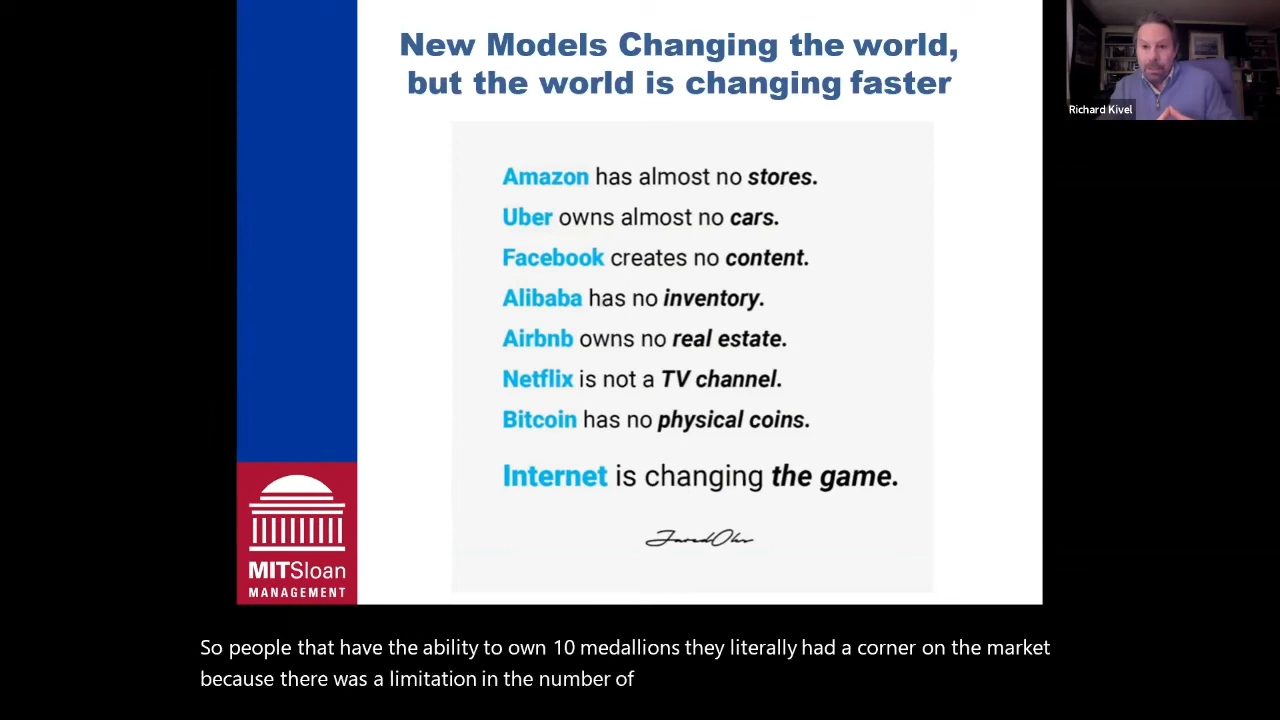 New Models Changing the world,
but the world is changing faster
Richard Kivel
Amazon has almost no stores.
Uber owns almost no cars.
Facebook creates no content.
Alibaba has no inventory.
Airbnb owns no real estate.
Netflix is not a TV channel.
Bitcoin has no physical coins.
Internet is changing the game.
MITSloan
MANAGEMENT
So people that have the ability to own 10 medallions they literally had a corner on the market
because there was a limitation in the number of